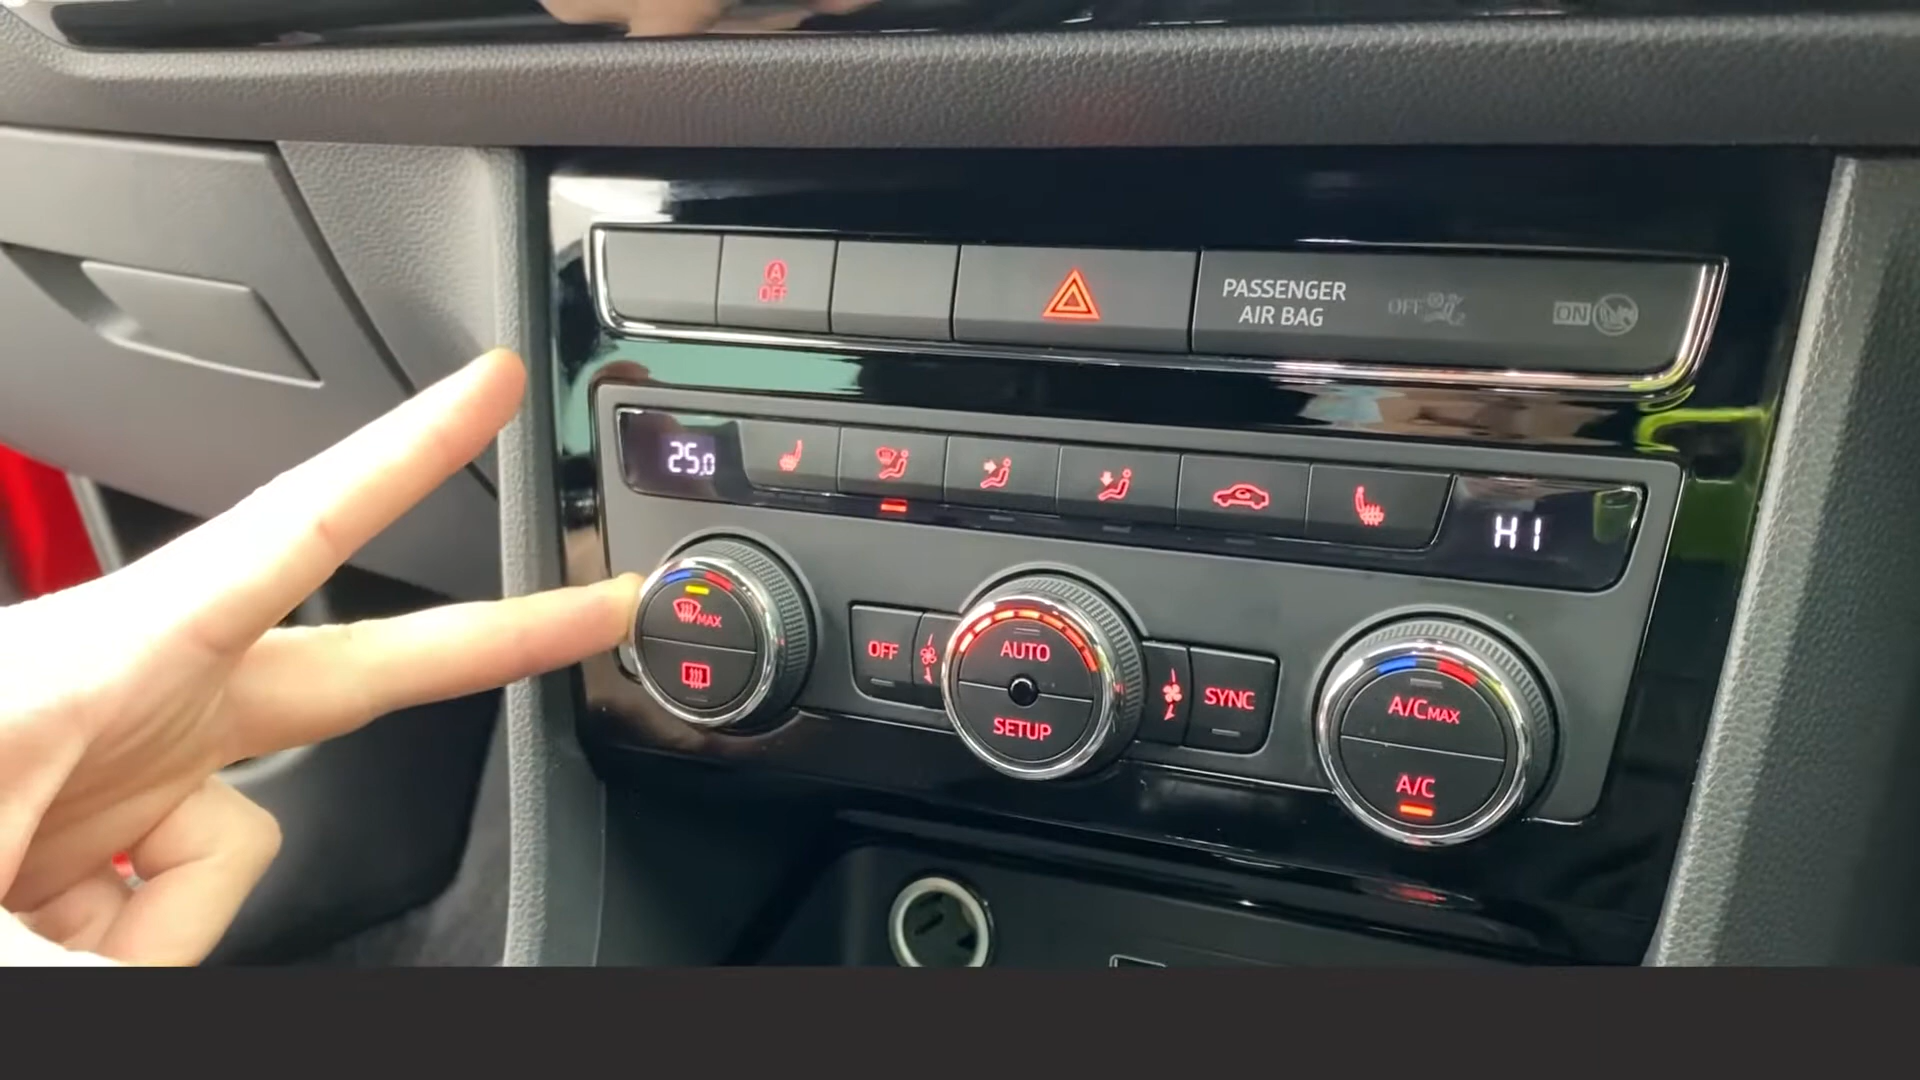 A
OFF
PASSENGER
AIR BAG
OFF
ON
25.0
HI
MAX
OFF
AUTO
SETUP
SYNC
A/C MAX
A/C